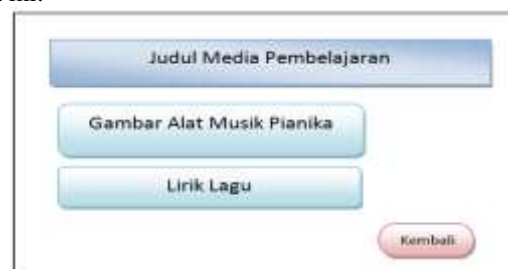 Judul Media Pembelajaran
Gambar Alat Musik Pianika
Lirik Lagu
Kembali